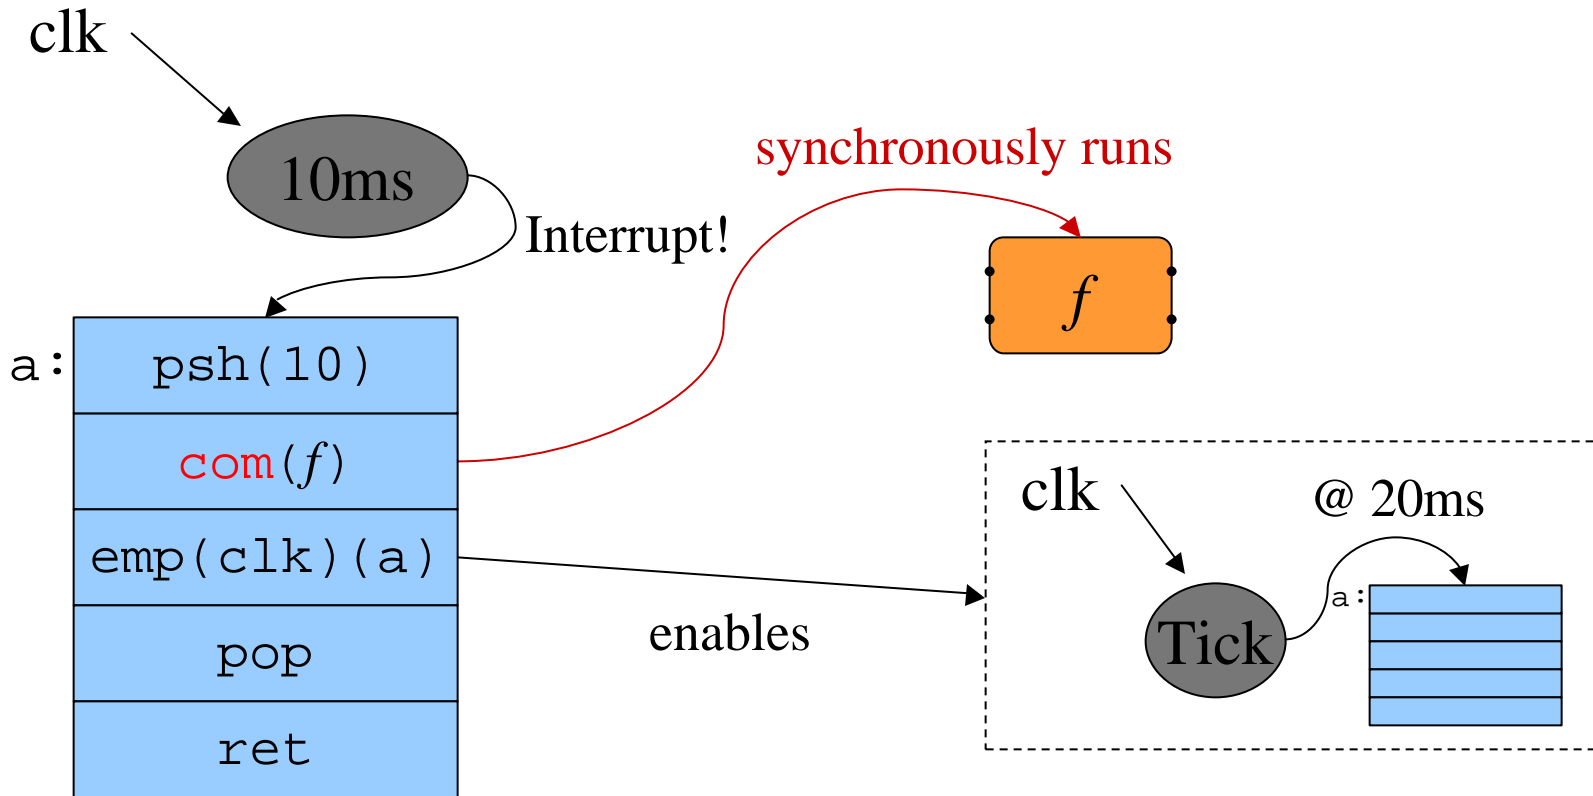 clk
10ms
synchronously runs
Interrupt!
f
a: psh(10)
com(f)
emp(clk)(a)
pop
ret
enables
clk
@ 20ms
a:
Tick